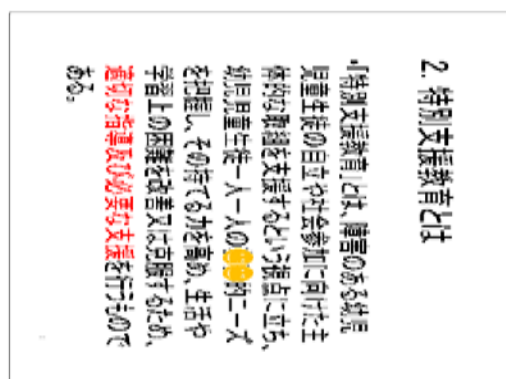 2. 特別支援教育とは
・「特別支援教育」とは、障害のある幼児
児童生徒の自立や社会参加に向けた主
体的な取組を支援するという視点に立ち、
幼児児童生徒一人一人の的ニーズ
を把握し、その持てる力を高め、生活や
学習上の困難を改善又は克服するため、
適切な指導及び必要な支援を行うもので
ある。